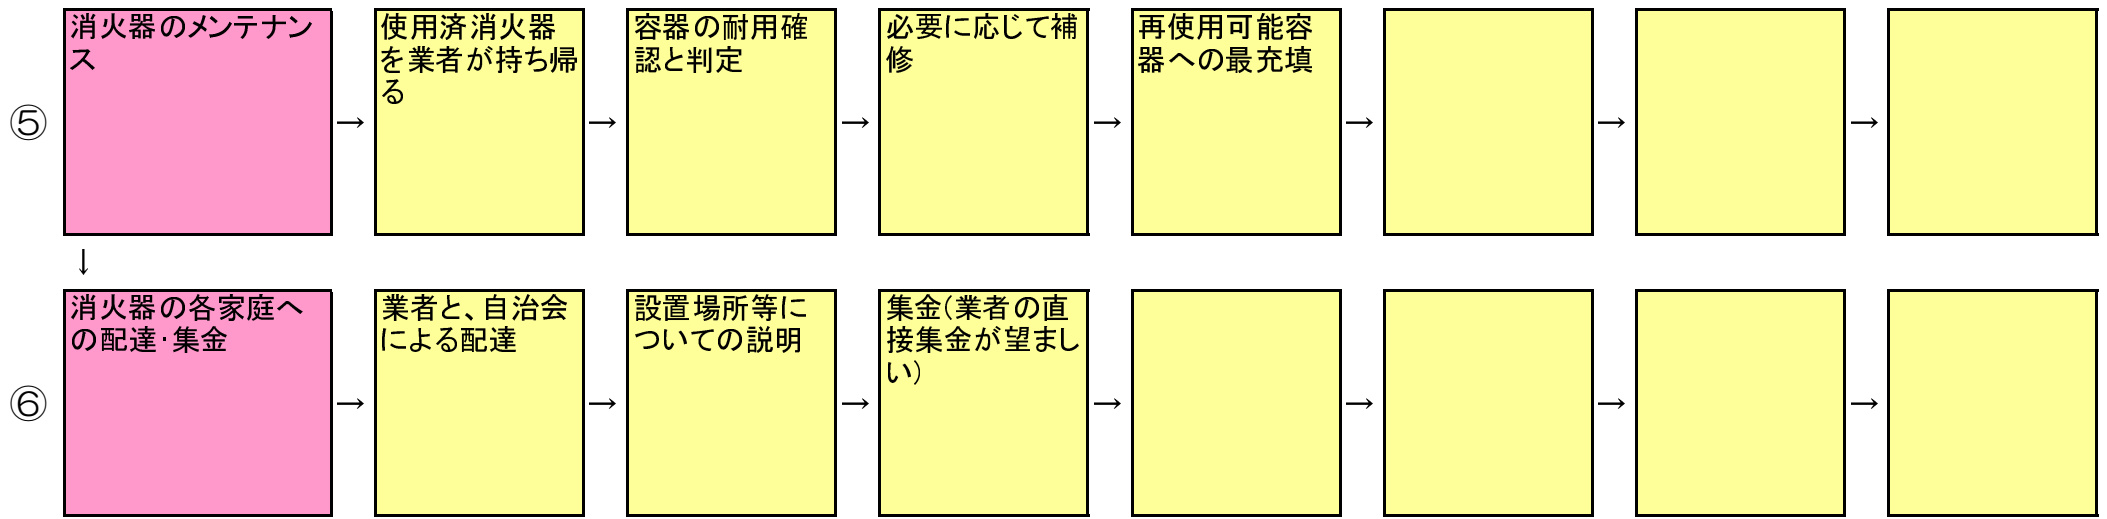 ⑤
消火器のメンテナン
ス
→
使用済消火器
を業者が持ち帰
る
→
容器の耐用確
認と判定
→
必要に応じて補
修
→
再使用可能容
器への最充填
→
→
→
↓
⑥
消火器の各家庭へ
の配達・集金
→
業者と、自治会
による配達
→
設置場所等に
ついての説明
→
集金(業者の直
接集金が望まし
い)
→
→
→
→